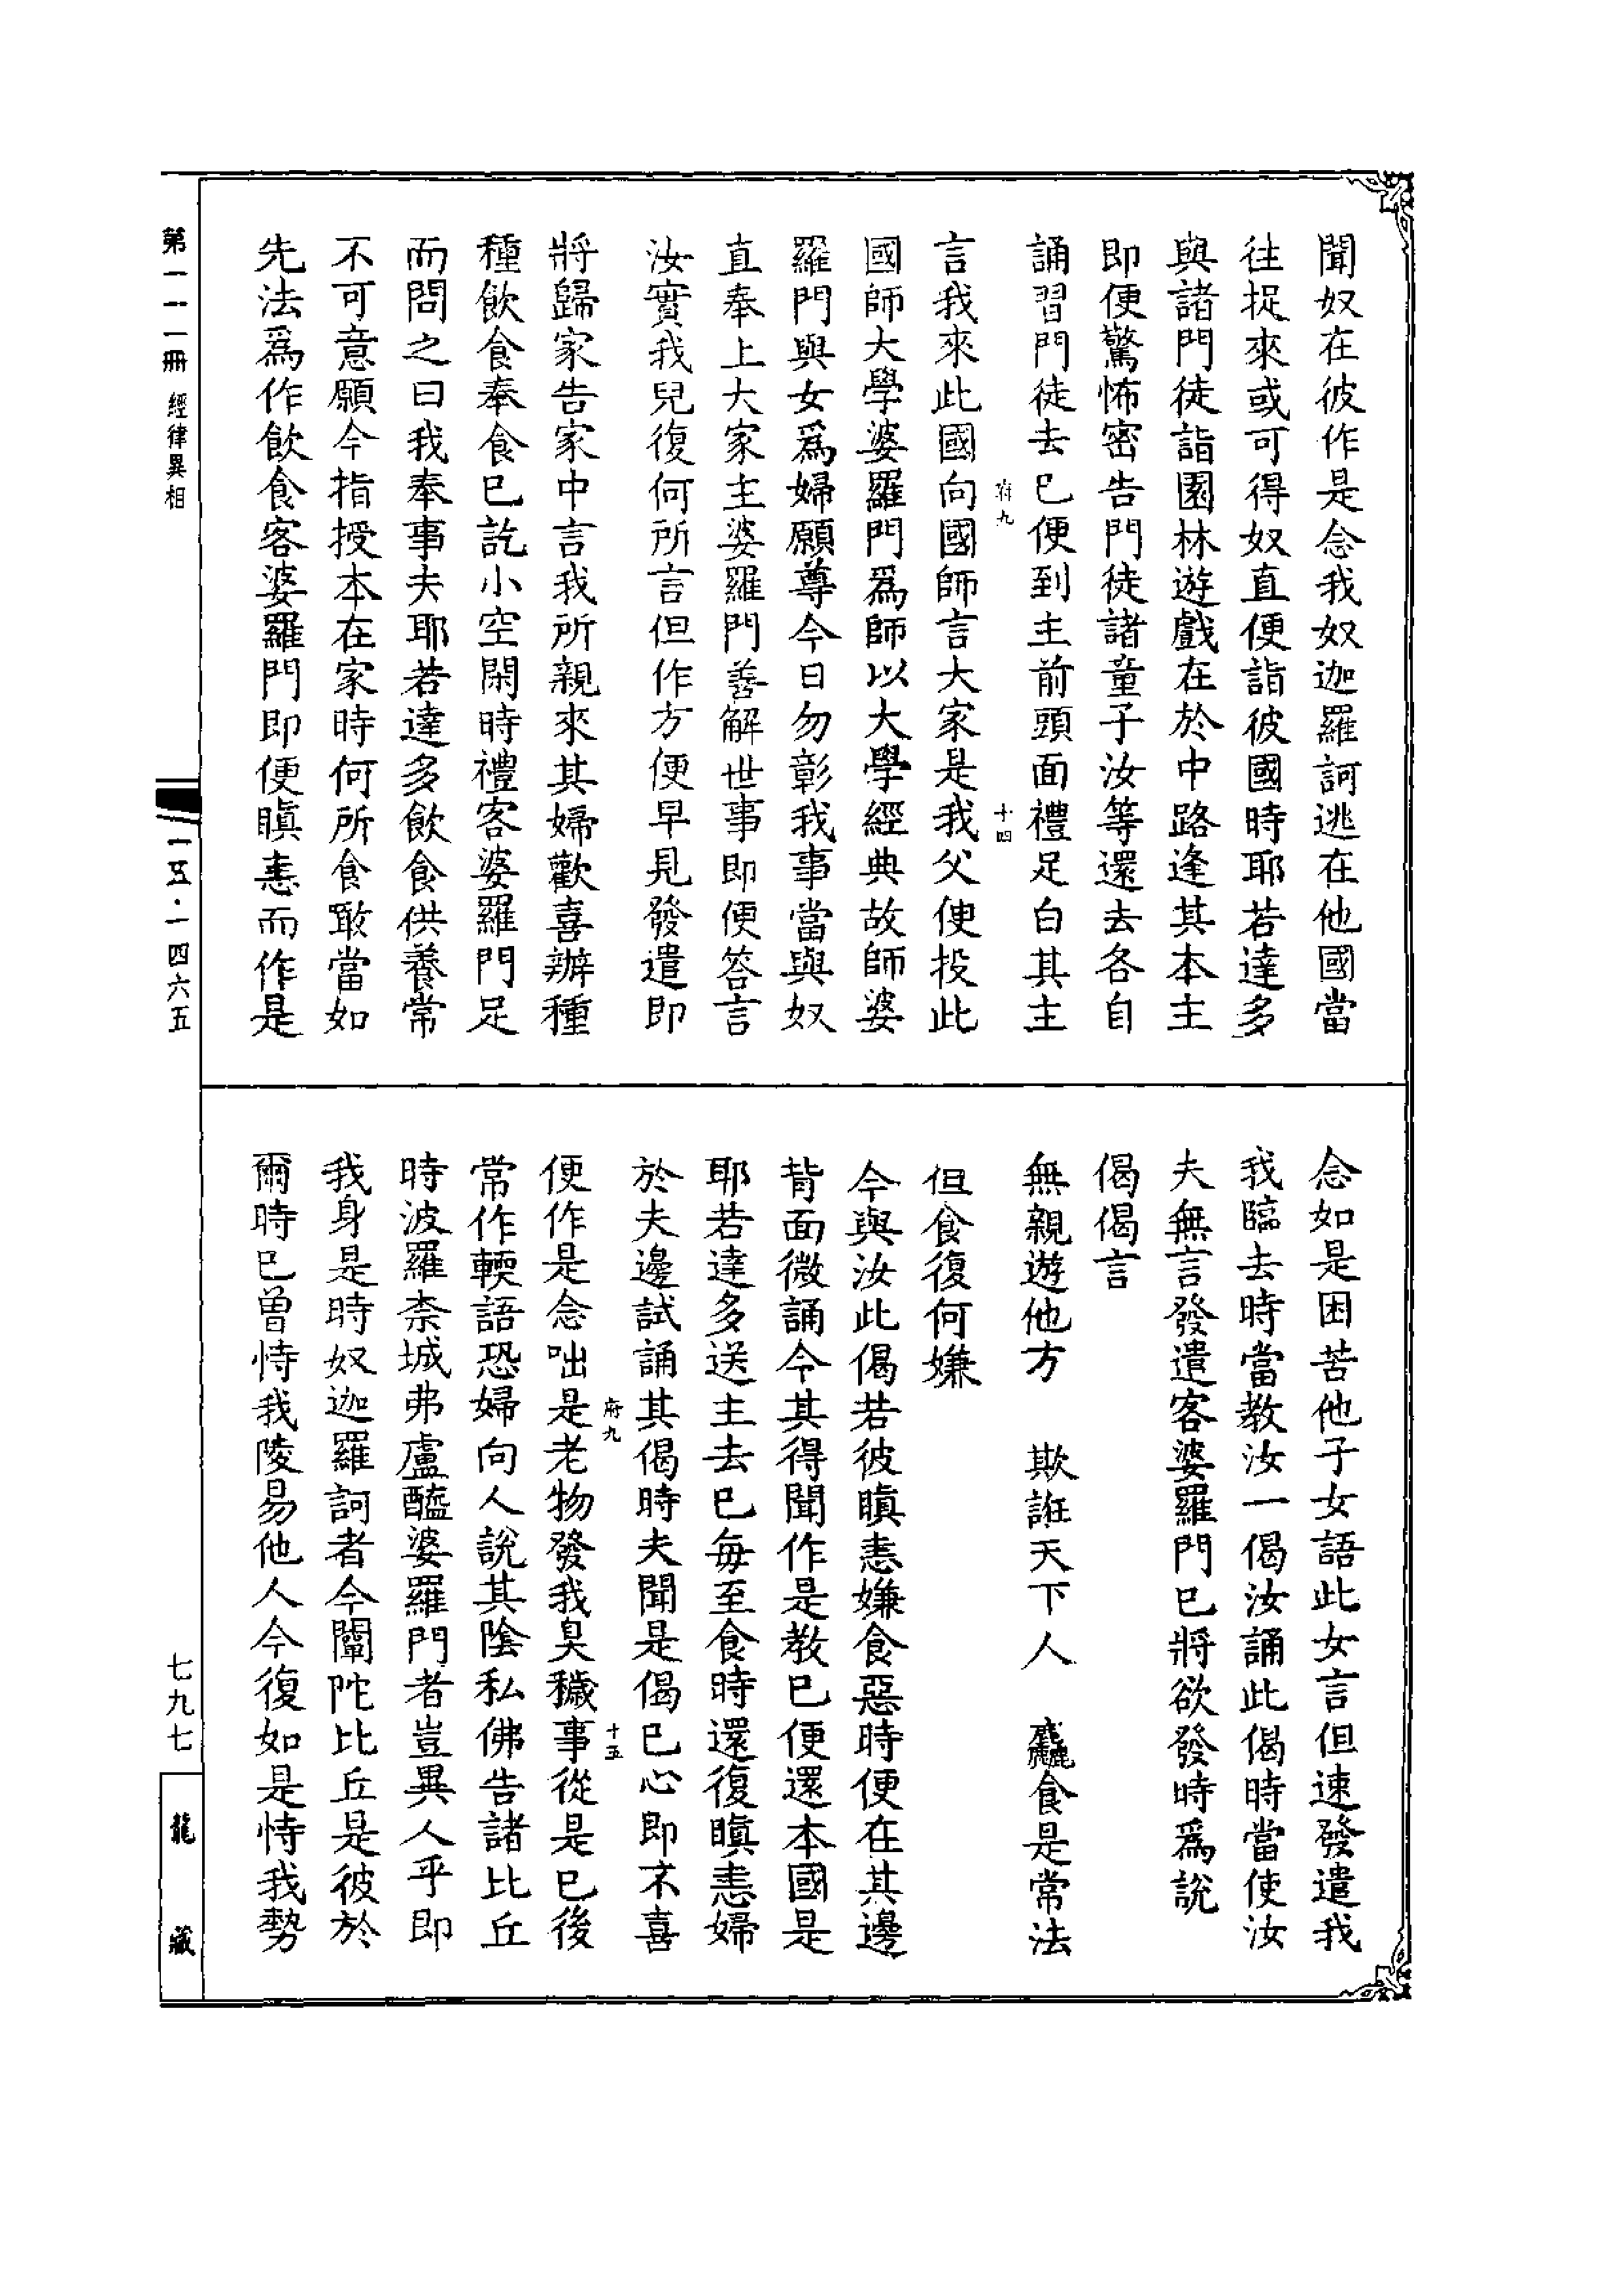 聞奴在彼作是念我奴迦羅訶逃在他國當
往捉來或可得奴直便詣彼國時耶若達多
與諸門徒詣園林遊戲在於中路逢其本主
即便驚怖密告門徒諸童子汝等還去各自
誦習門徒去巳便到主前頭面禮足白其主
府九
十四
言我來此國向國師言大家是我父使投此
國師大學婆羅門爲師以大學經典故師婆
羅門與女爲婦願尊今日勿彰我事當與奴
直奉上大家主婆羅門善解世事即便答言
汝實我兒復何所言但作方便早見發遣即
將歸家告家中言我所親來其婦歡喜辦種
種飲食奉食巳訖小空閑時禮客婆羅門足
而問之曰我奉事夫耶若達多飲食供養常
不可意願今指授本在家時何所食噉當如
先法爲作飲食客婆羅門即便瞋恚而作是
念如是困苦他子女語此女言但速發遣我
我臨去時當教汝一偈汝誦此偈時當使汝
夫無言發遣客婆羅門巳將欲發時爲說
偈偈言
無親遊他方　欺誑天下人　麤食是常法
但食復何嫌
今與汝此偈若彼瞋恚嫌食惡時便在其邊
背面微誦令其得聞作是教巳便還本國是
耶若達多送主去巳每至食時還復瞋恚婦
於夫邊試誦其偈時夫聞是偈巳心即不喜
府九
十五
便作是念咄是老物發我臭穢事從是巳後
常作輭語恐婦向人說其陰私佛告諸比丘
時波羅柰城弗盧醯婆羅門者豈異人乎即
我身是時奴迦羅訶者今闡陀比丘是彼於
爾時巳曾恃我陵易他人今復如是恃我勢
第一一一冊　經律異相
一五·一四六五
七九七
龍藏